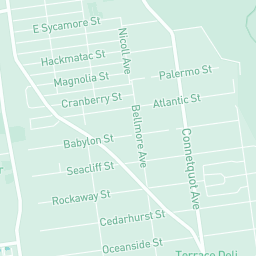 E Sycamore St
Nicoll Ave
Hackmatac St
Magnolia St
Palermo St
Cranberry St
Atlantic St
Bellmore Ave
Babylon St
Connetquot Ave
Seacliff St
Rockaway St
Cedarhurst St
Oceanside St
Terrace Deli